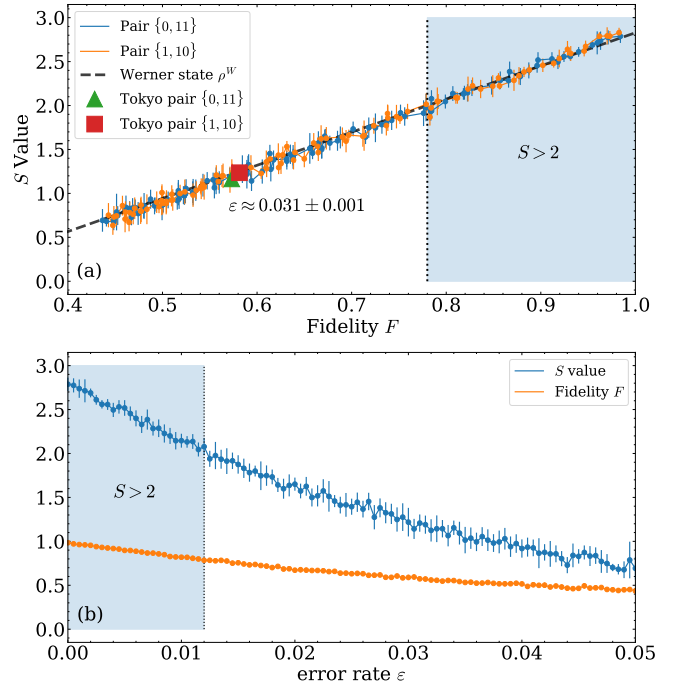 3.0
2.5
2.0
1.5
1.0
0.5
0.0
S Value
Pair {0, 11}
Pair {1, 10}
Werner state ρ^W
Tokyo pair {0, 11}
Tokyo pair {1, 10}
S > 2
ε ≈ 0.031 ± 0.001
(a)
0.4 0.5 0.6 0.7 0.8 0.9 1.0
Fidelity F
3.0
2.5
2.0
1.5
1.0
0.5
0.0
S value
Fidelity F
S > 2
(b)
0.00 0.01 0.02 0.03 0.04 0.05
error rate ε